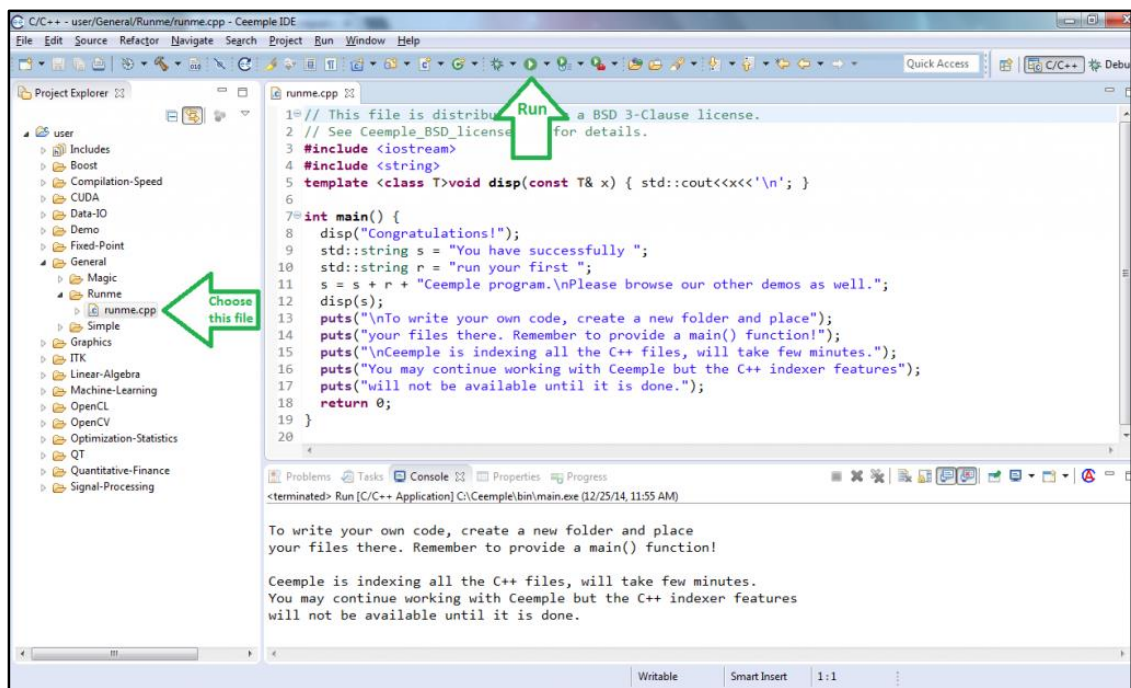 C/C++ - user/General/Runme/runme.cpp - Ceemple IDE
File Edit Source Refactor Navigate Search Project Run Window Help
Quick Access C/C++ Debu
Project Explorer
user
Includes
Boost
Compilation-Speed
CUDA
Data-IO
Demo
Fixed-Point
General
Magic
Runme
runme.cpp
Simple
Graphics
ITK
Linear-Algebra
Machine-Learning
OpenCL
OpenCV
Optimization-Statistics
QT
Quantitative-Finance
Signal-Processing
Choose
this file
Run
runme.cpp
1 // This file is distribu a BSD 3-Clause license.
2 // See Ceemple_BSD_license for details.
3 #include <iostream>
4 #include <string>
5 template <class T>void disp(const T& x) { std::cout<<x<<'\n'; }
6
7 int main() {
8 disp("Congratulations!");
9 std::string s = "You have successfully ";
10 std::string r = "run your first ";
11 s = s + r + "Ceemple program.\nPlease browse our other demos as well.";
12 disp(s);
13 puts("\nTo write your own code, create a new folder and place");
14 puts("your files there. Remember to provide a main() function!");
15 puts("\nCeemple is indexing all the C++ files, will take few minutes.");
16 puts("You may continue working with Ceemple but the C++ indexer features");
17 puts("will not be available until it is done.");
18 return 0;
19 }
20
Problems Tasks Console Properties Progress
<terminated> Run [C/C++ Application] C:\Ceemple\bin\main.exe (12/25/14, 11:55 AM)
To write your own code, create a new folder and place
your files there. Remember to provide a main() function!
Ceemple is indexing all the C++ files, will take few minutes.
You may continue working with Ceemple but the C++ indexer features
will not be available until it is done.
Writable Smart Insert 1 : 1